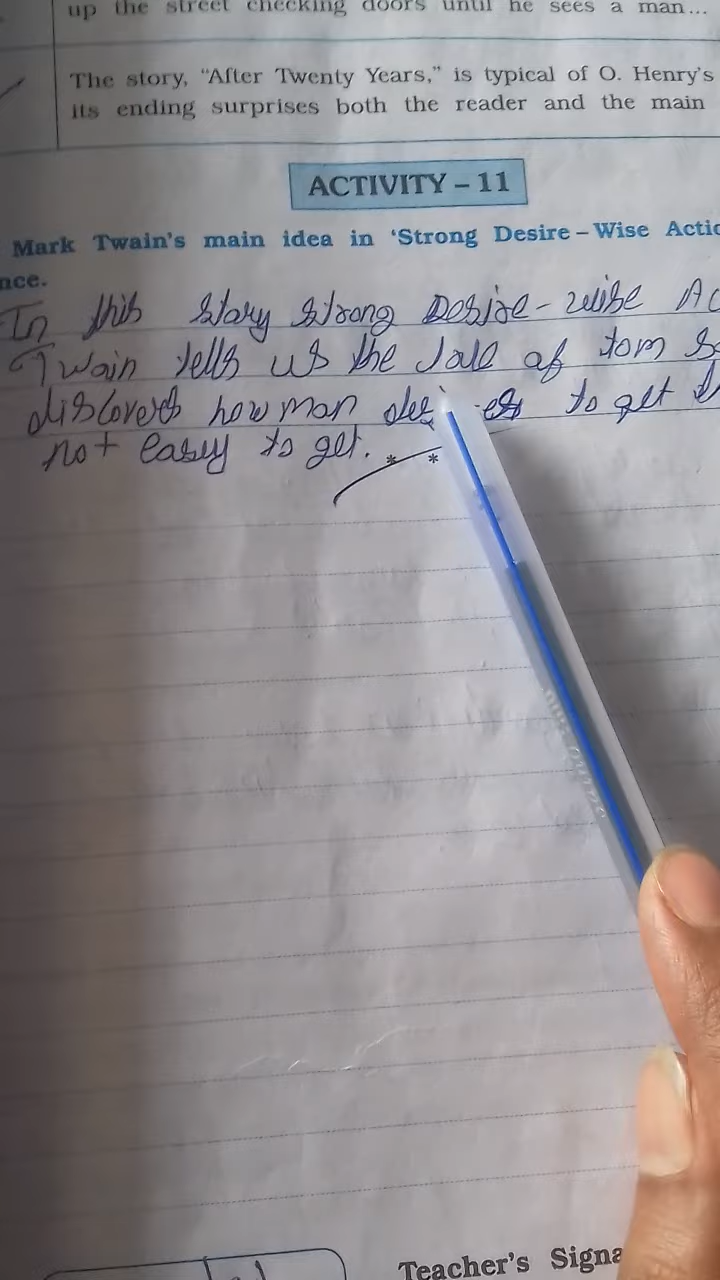 up the street checking doors until he sees a man...
The story, “After Twenty Years,” is typical of O. Henry's
its ending surprises both the reader and the main
ACTIVITY – 11
Mark Twain's main idea in ‘Strong Desire – Wise Actio
nce.
In this story strong Desire - wise Ac
Twain tells us the tale of tom S
discovered how man to get
not easy to get.
* *
Teacher's Signa